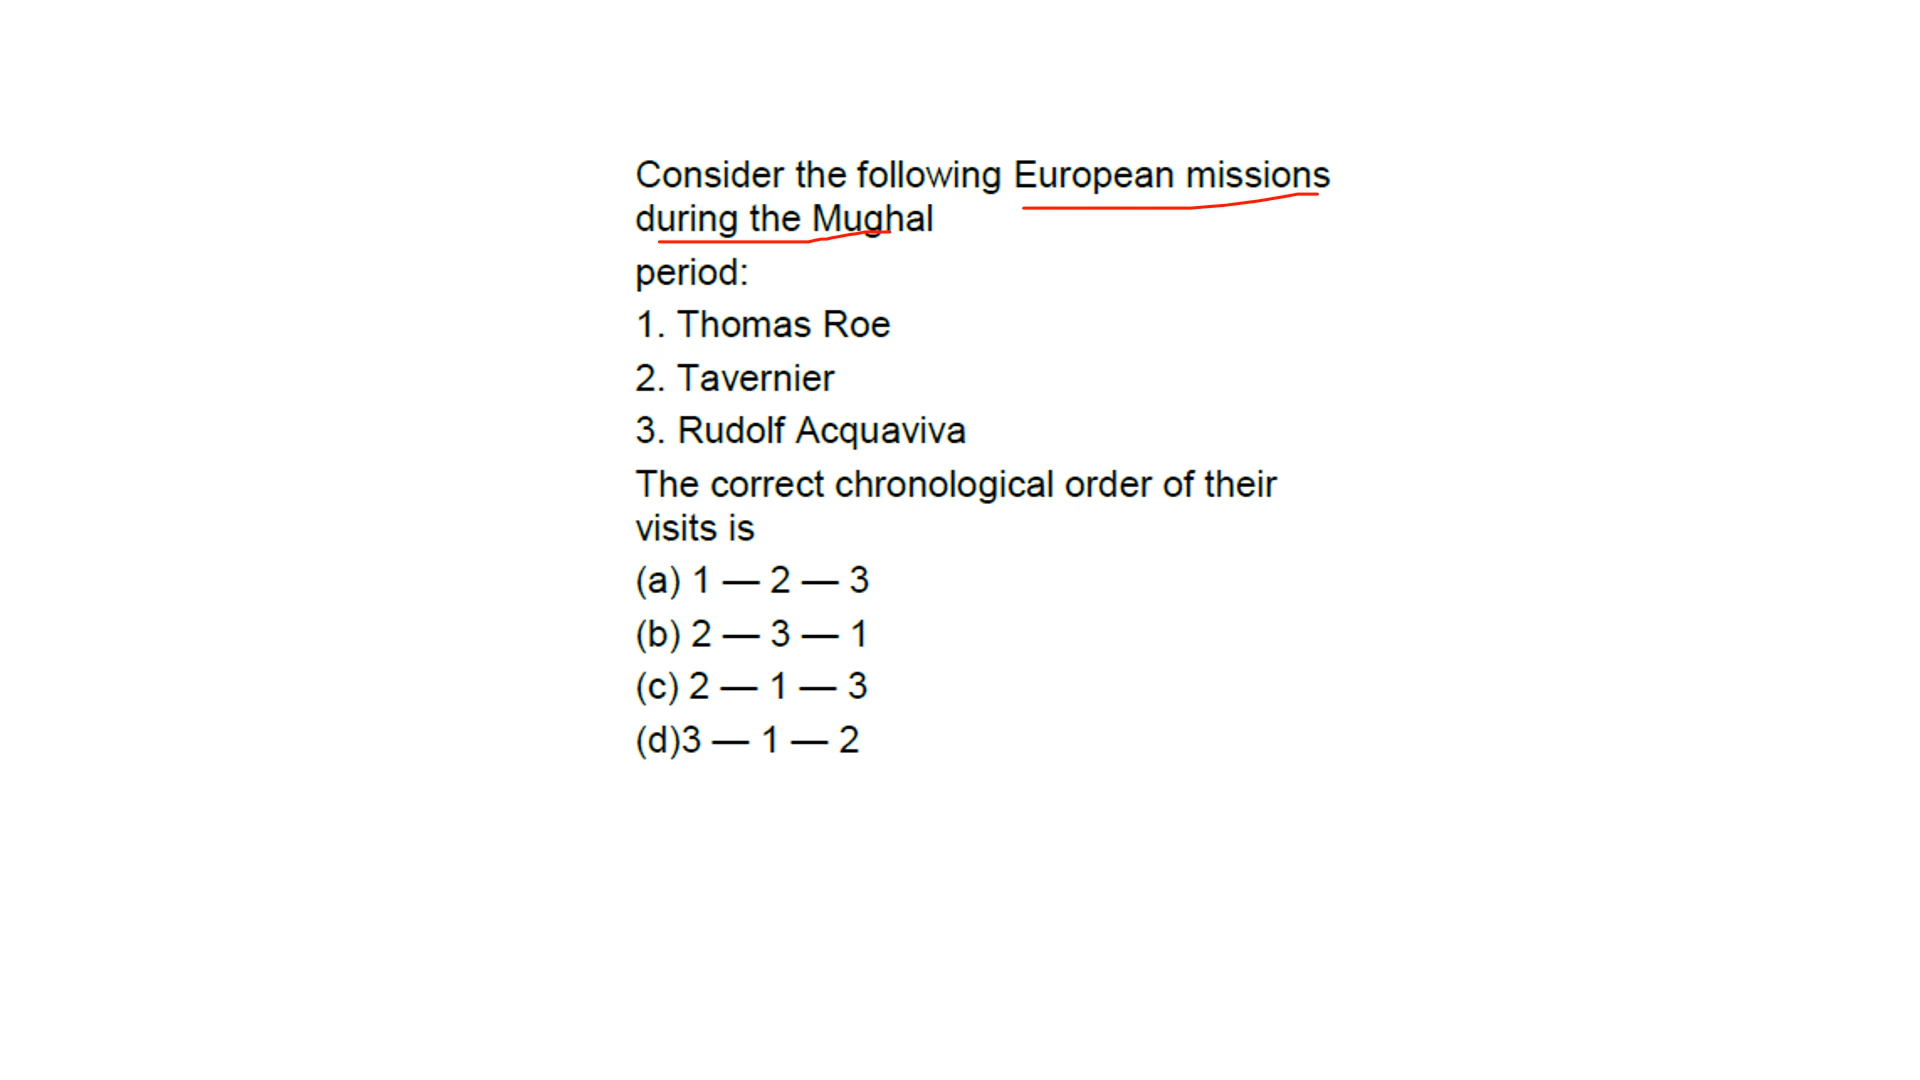 Consider the following European missions
during the Mughal
period:
1. Thomas Roe
2. Tavernier
3. Rudolf Acquaviva
The correct chronological order of their
visits is
(a) 1 — 2 — 3
(b) 2 — 3 — 1
(c) 2 — 1 — 3
(d)3 — 1 — 2